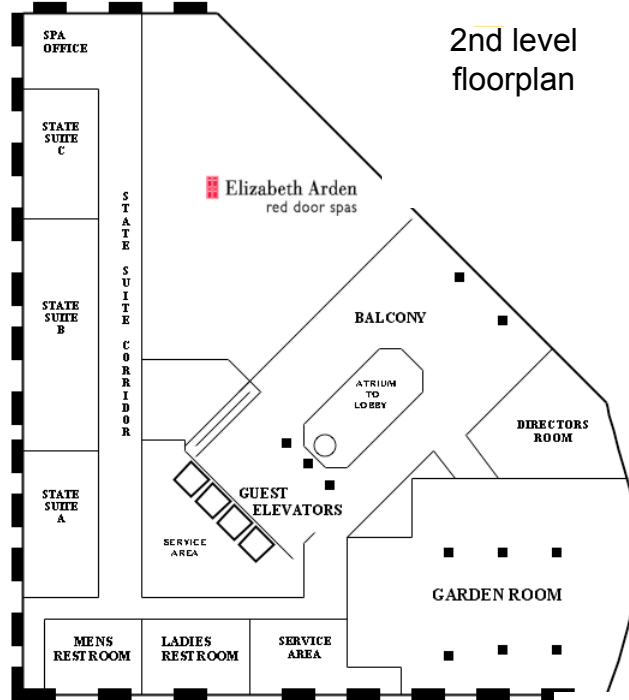 2nd level
floorplan
SPA
OFFICE
STATE
SUITE
C
Elizabeth Arden
red door spas
STATE SUITE CORRIDOR
STATE
SUITE
B
BALCONY
ATRIUM
TO
LOBBY
DIRECTORS
ROOM
STATE
SUITE
A
GUEST
ELEVATORS
SERVICE
AREA
GARDEN ROOM
MENS
RESTROOM
LADIES
RESTROOM
SERVICE
AREA